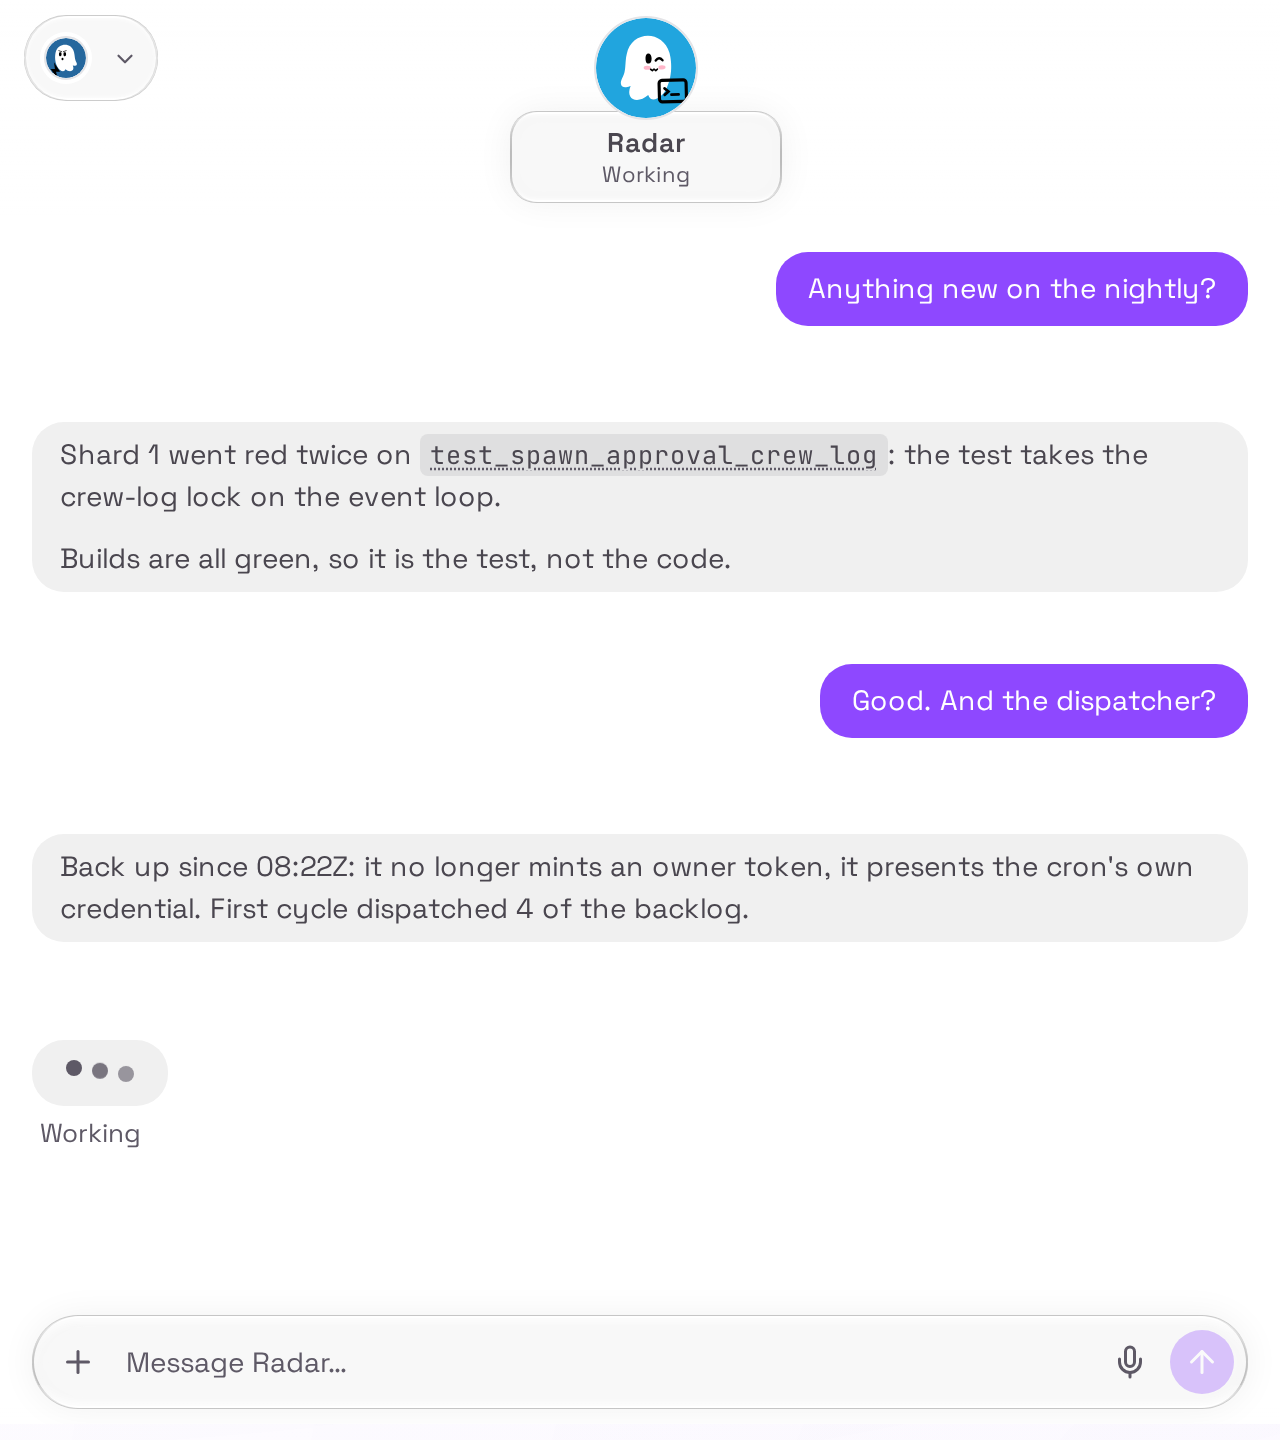 Radar
Working
Anything new on the nightly?
Shard 1 went red twice on test_spawn_approval_crew_log: the test takes the
crew-log lock on the event loop.
Builds are all green, so it is the test, not the code.
Good. And the dispatcher?
Back up since 08:22Z: it no longer mints an owner token, it presents the cron's own
credential. First cycle dispatched 4 of the backlog.
Working
Message Radar...